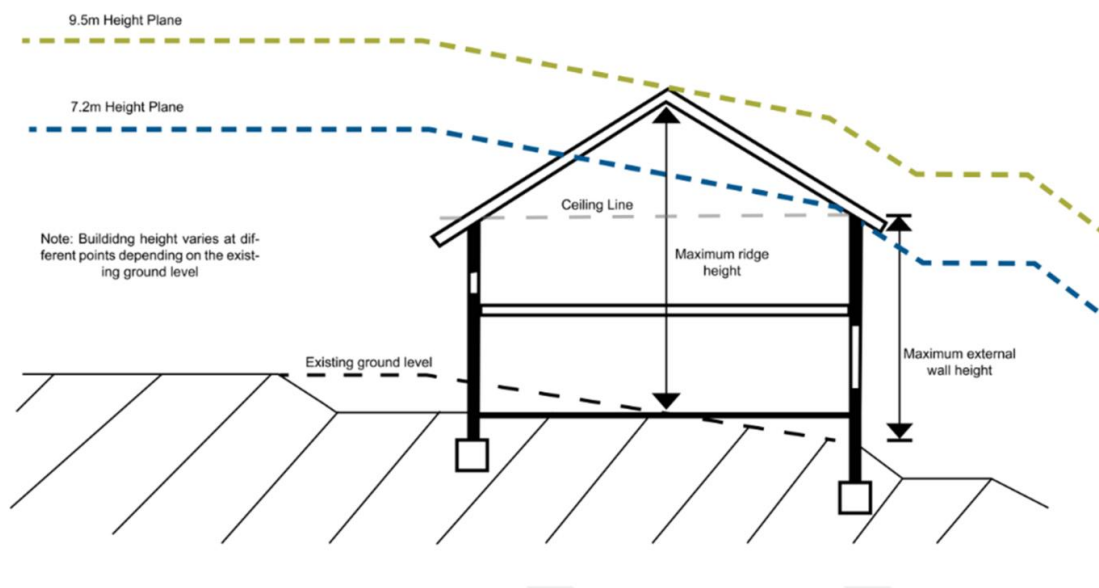 9.5m Height Plane
7.2m Height Plane
Ceiling Line
Note: Buildidng height varies at dif-
ferent points depending on the exist-
ing ground level
Maximum ridge
height
Existing ground level
Maximum external
wall height